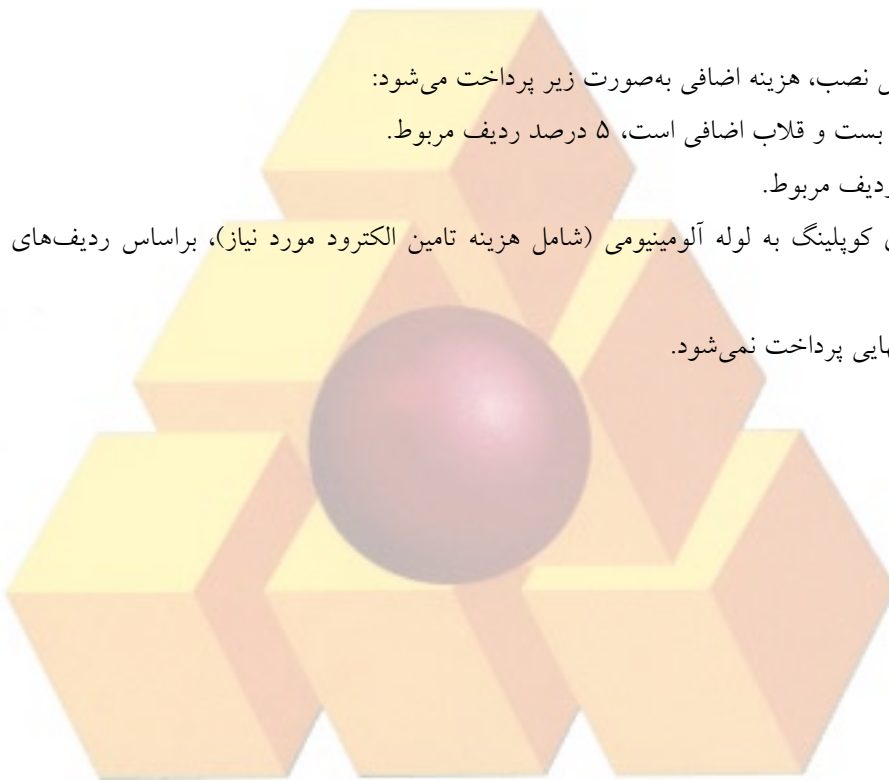 نصب، هزینه اضافی به‌صورت زیر پرداخت می‌شود:
بست و قلاب اضافی است، ۵ درصد ردیف مربوط.
ردیف مربوط.
کوپلینگ به لوله آلومینیومی (شامل هزینه تامین الکترود مورد نیاز)، براساس ردیف‌های
پرداخت نمی‌شود.